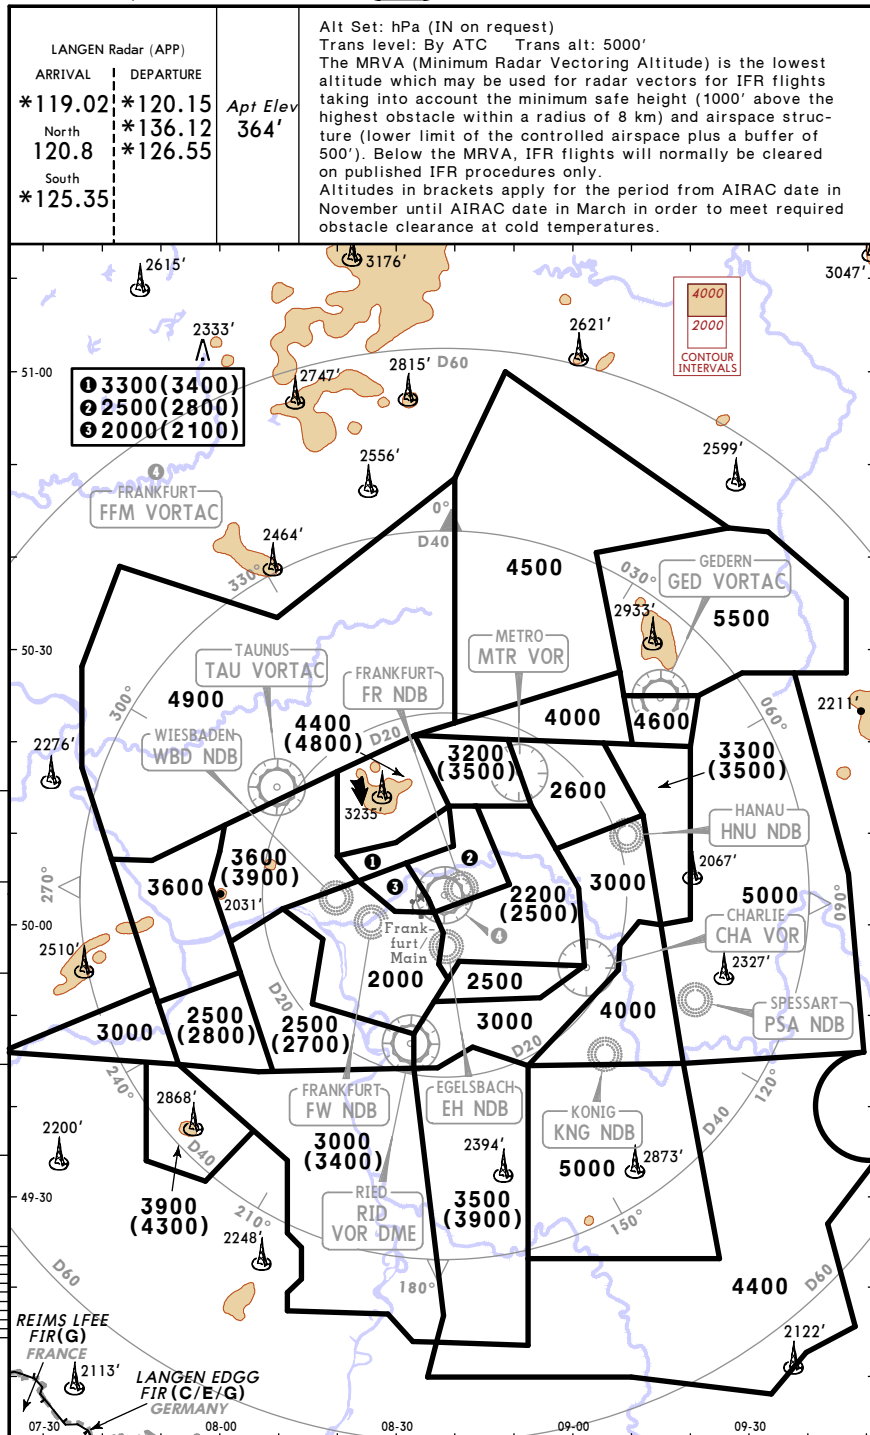 LANGEN Radar (APP)
ARRIVAL
DEPARTURE
*119.02
North
120.8
South
*125.35
*120.15
*136.12
*126.55
Apt Elev
364'
Alt Set: hPa (IN on request)
Trans level: By ATC Trans alt: 5000'
The MRVA (Minimum Radar Vectoring Altitude) is the lowest
altitude which may be used for radar vectors for IFR flights
taking into account the minimum safe height (1000' above the
highest obstacle within a radius of 8 km) and airspace struc-
ture (lower limit of the controlled airspace plus a buffer of
500'). Below the MRVA, IFR flights will normally be cleared
on published IFR procedures only.
Altitudes in brackets apply for the period from AIRAC date in
November until AIRAC date in March in order to meet required
obstacle clearance at cold temperatures.
2615'
3176'
3047'
4000
2000
CONTOUR
INTERVALS
2333'
2621'
51-00
2815'
D60
2747'
❶ 3300(3400)
❷ 2500(2800)
❸ 2000(2100)
2556'
2599'
❹
FRANKFURT
FFM VORTAC
0°
D40
2464'
330°
4500
030°
GEDERN
GED VORTAC
2933'
5500
50-30
TAUNUS
TAU VORTAC
FRANKFURT
FR NDB
METRO
MTR VOR
300°
4900
4400
(4800)
D20
4000
4600
060°
2211'
WIESBADEN
WBD NDB
2276'
3200
(3500)
3300
(3500)
2600
3235'
HANAU
HNU NDB
3600
3600
(3900)
❶
❷
❸
2067'
270°
2031'
2200
(2500)
3000
5000
090°
50-00
Frank-
furt/
Main
❹
CHARLIE
CHA VOR
2510'
2327'
2000
2500
D20
SPESSART
PSA NDB
3000
2500
(2800)
2500
(2700)
3000
4000
D20
240°
120°
2868'
FRANKFURT
FW NDB
EGELSBACH
EH NDB
KONIG
KNG NDB
2200'
D40
D40
3000
(3400)
2394'
5000
2873'
49-30
3900
(4300)
RIED
RID
VOR DME
3500
(3900)
210°
150°
2248'
D60
180°
4400
D60
REIMS LFEE
FIR(G)
FRANCE
2122'
2113'
LANGEN EDGG
FIR (C/E/G)
GERMANY
07-30
08-00
08-30
09-00
09-30